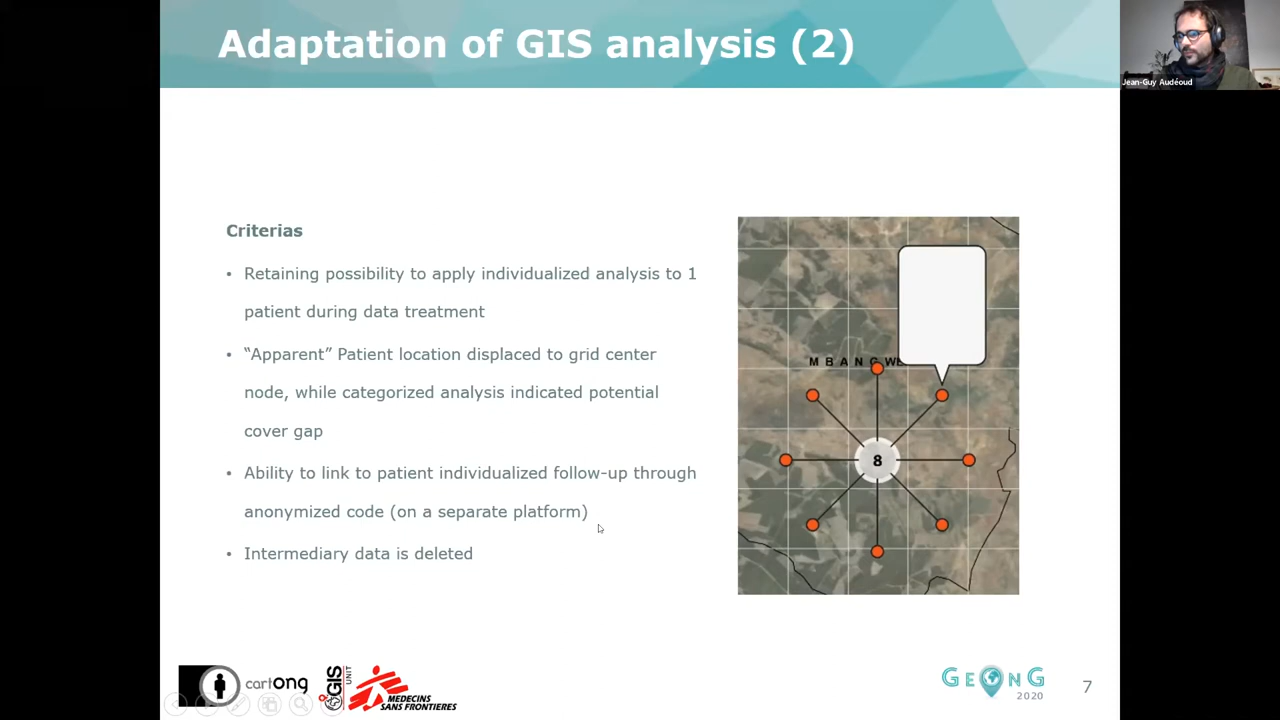 Adaptation of GIS analysis (2)
Jean-Guy Audéoud
Criterias
• Retaining possibility to apply individualized analysis to 1
patient during data treatment
• “Apparent” Patient location displaced to grid center
node, while categorized analysis indicated potential
cover gap
• Ability to link to patient individualized follow-up through
anonymized code (on a separate platform)
• Intermediary data is deleted
MBANGWE
8
cartONG
GIS
UNIT
MEDECINS
SANS FRONTIERES
GEONG
2020
7